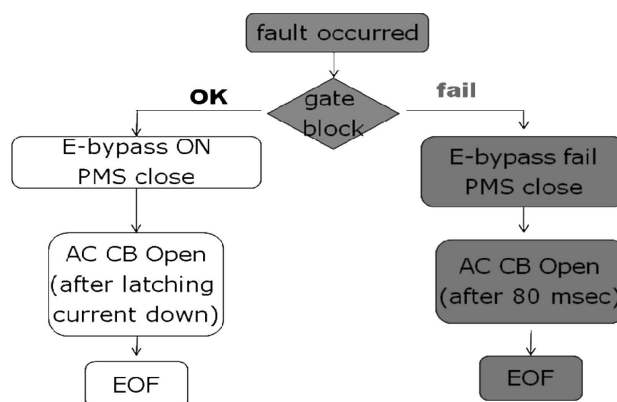 fault occurred
gate
block
OK
fail
E-bypass ON
PMS close
E-bypass fail
PMS close
AC CB Open
(after latching
current down)
AC CB Open
(after 80 msec)
EOF
EOF